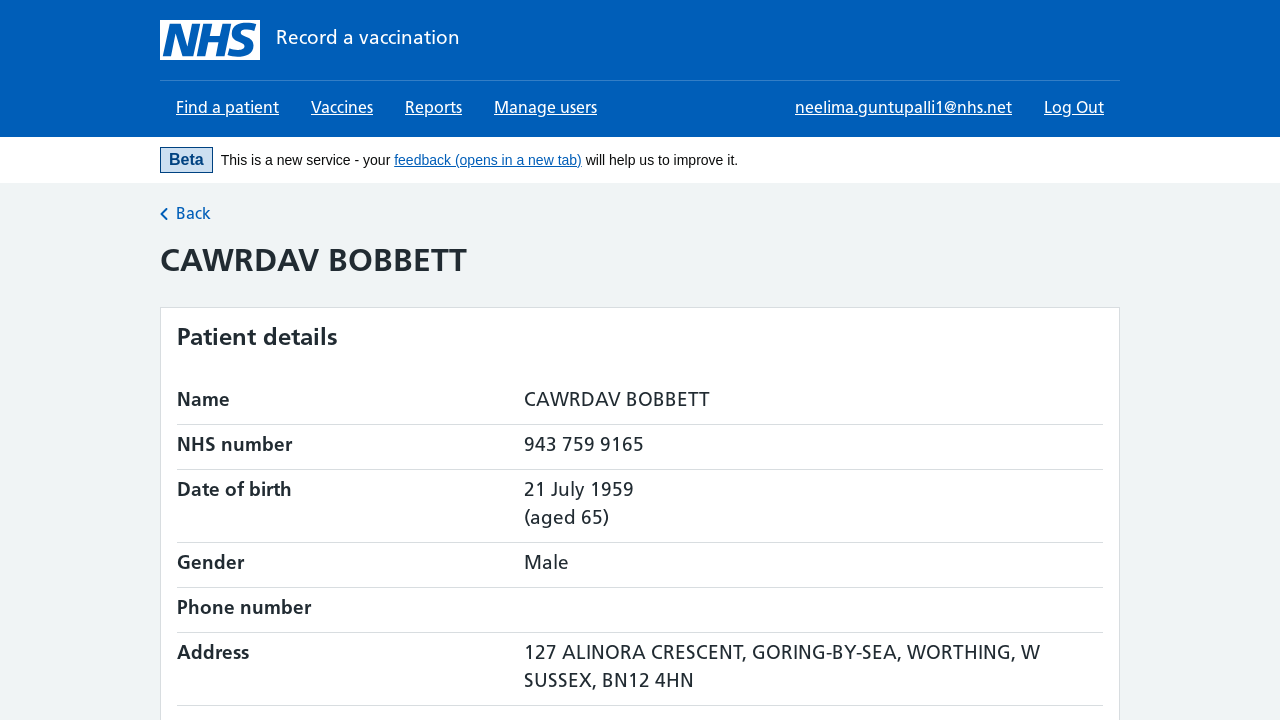 NHS Record a vaccination
Find a patient Vaccines Reports Manage users neelima.guntupalli1@nhs.net Log Out
Beta This is a new service - your feedback (opens in a new tab) will help us to improve it.
Back
CAWRDAV BOBBETT
Patient details
Name CAWRDAV BOBBETT
NHS number 943 759 9165
Date of birth 21 July 1959
(aged 65)
Gender Male
Phone number
Address 127 ALINORA CRESCENT, GORING-BY-SEA, WORTHING, W
SUSSEX, BN12 4HN